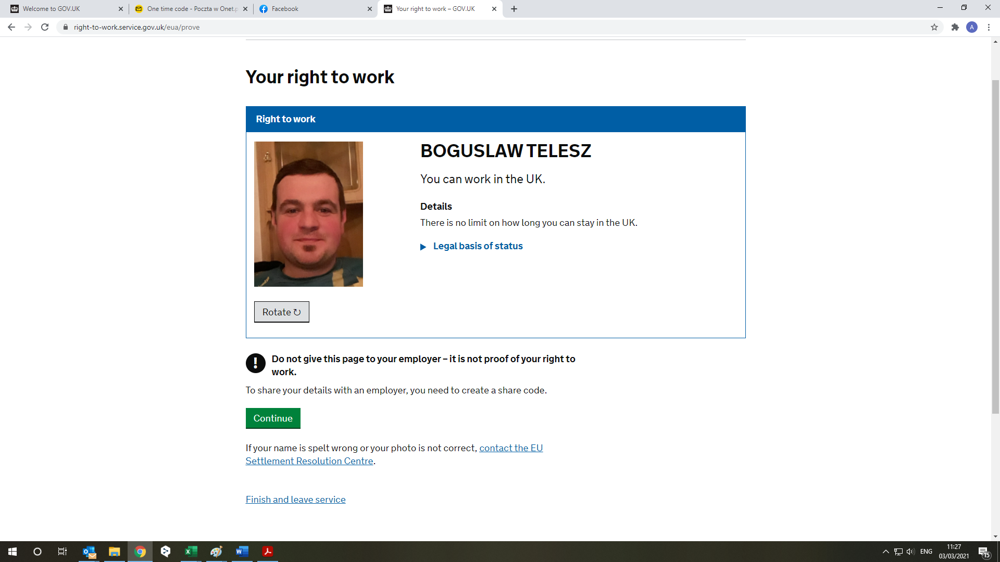 Welcome to GOV.UK
One time code - Poczta w Onet.p
Facebook
Your right to work – GOV.UK
right-to-work.service.gov.uk/eua/prove
A
Your right to work
Right to work
BOGUSLAW TELESZ
You can work in the UK.
Details
There is no limit on how long you can stay in the UK.
Legal basis of status
Rotate ↻
! Do not give this page to your employer – it is not proof of your right to
work.
To share your details with an employer, you need to create a share code.
Continue
If your name is spelt wrong or your photo is not correct, contact the EU
Settlement Resolution Centre.
Finish and leave service
ENG
11:27
03/03/2021
15